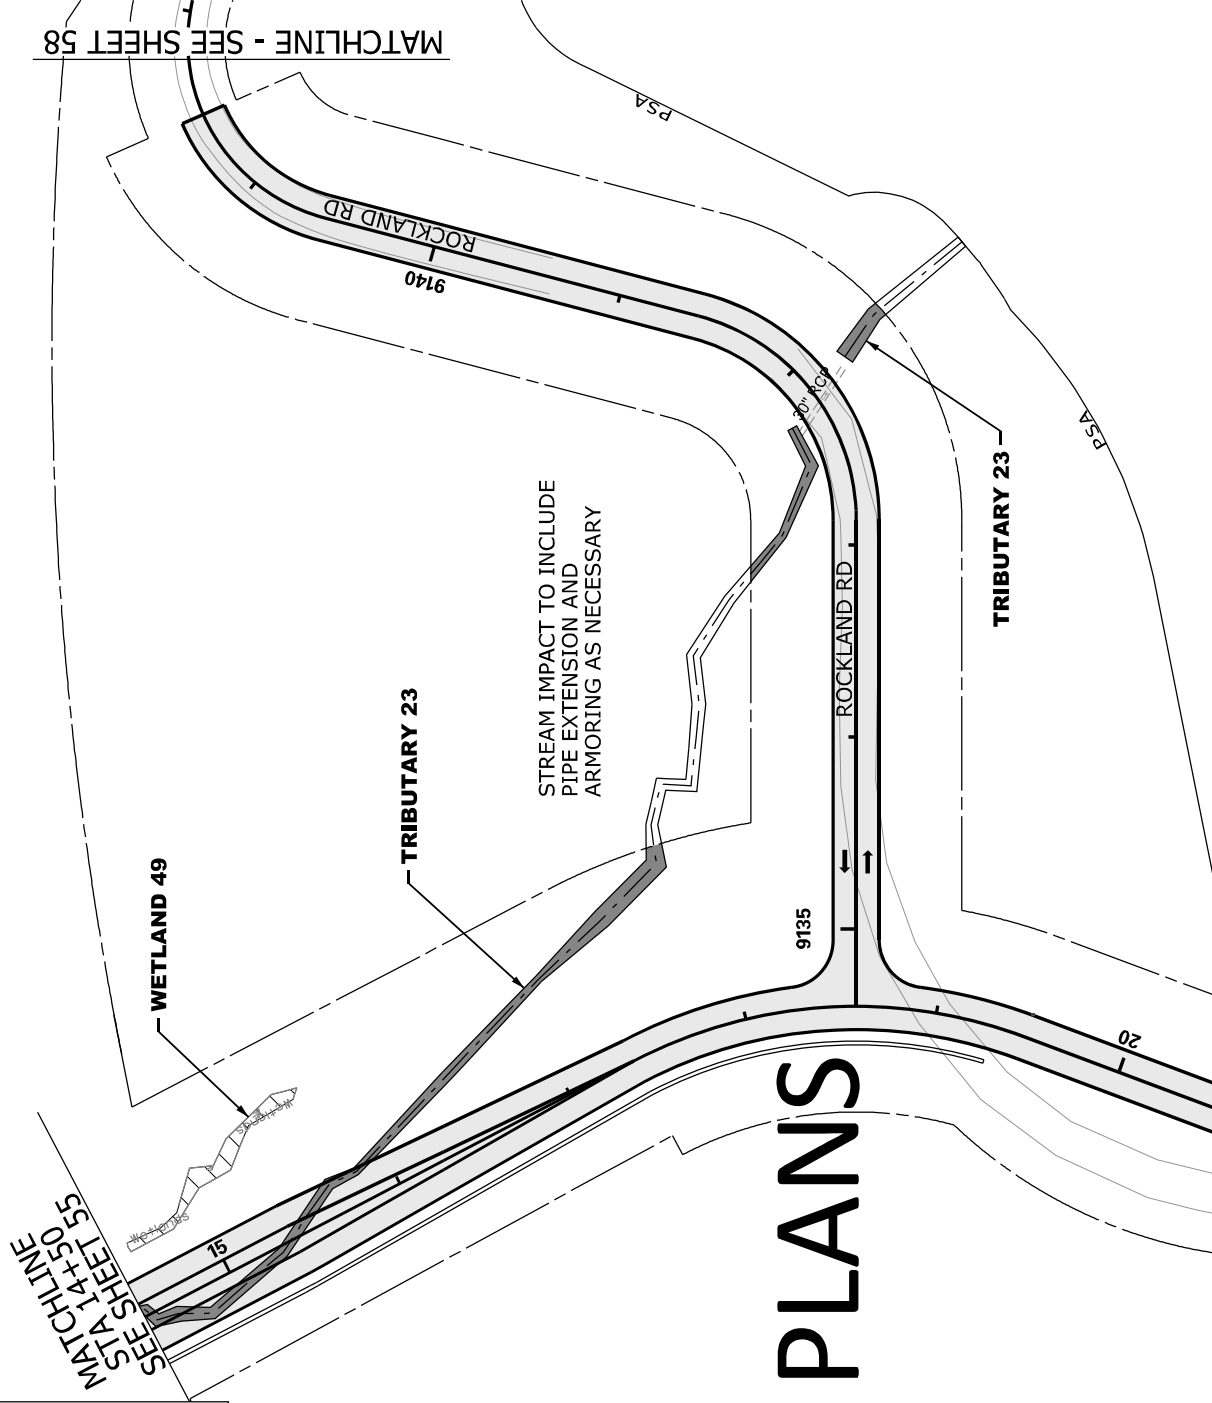 MATCHLINE - SEE SHEET 58
PSA
ROCKLAND RD
9140
30" RCP
PSA
TRIBUTARY 23
STREAM IMPACT TO INCLUDE
PIPE EXTENSION AND
ARMORING AS NECESSARY
ROCKLAND RD
TRIBUTARY 23
WETLAND 49
9135
20
wetlands
wetlands
15
MATCHLINE
STA 14+50
SEE SHEET 55
PLANS